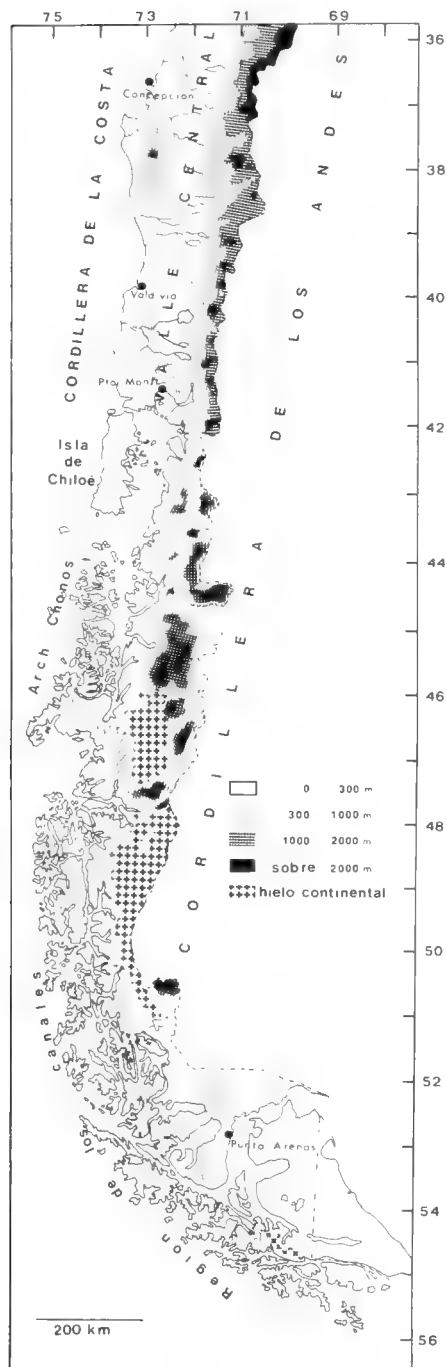 75 73 71 69
36
38
40
42
44
46
48
50
52
54
56
CORDILLERA DE LA COSTA
VALLE CENTRAL
CORDILLERA DE LOS ANDES
Concepción
Valdivia
Pto Montt
Isla
de
Chiloé
Arch Chonos
Region de los canales
Punta Arenas
0 300 m
300 1000 m
1000 2000 m
sobre 2000 m
hielo continental
200 km